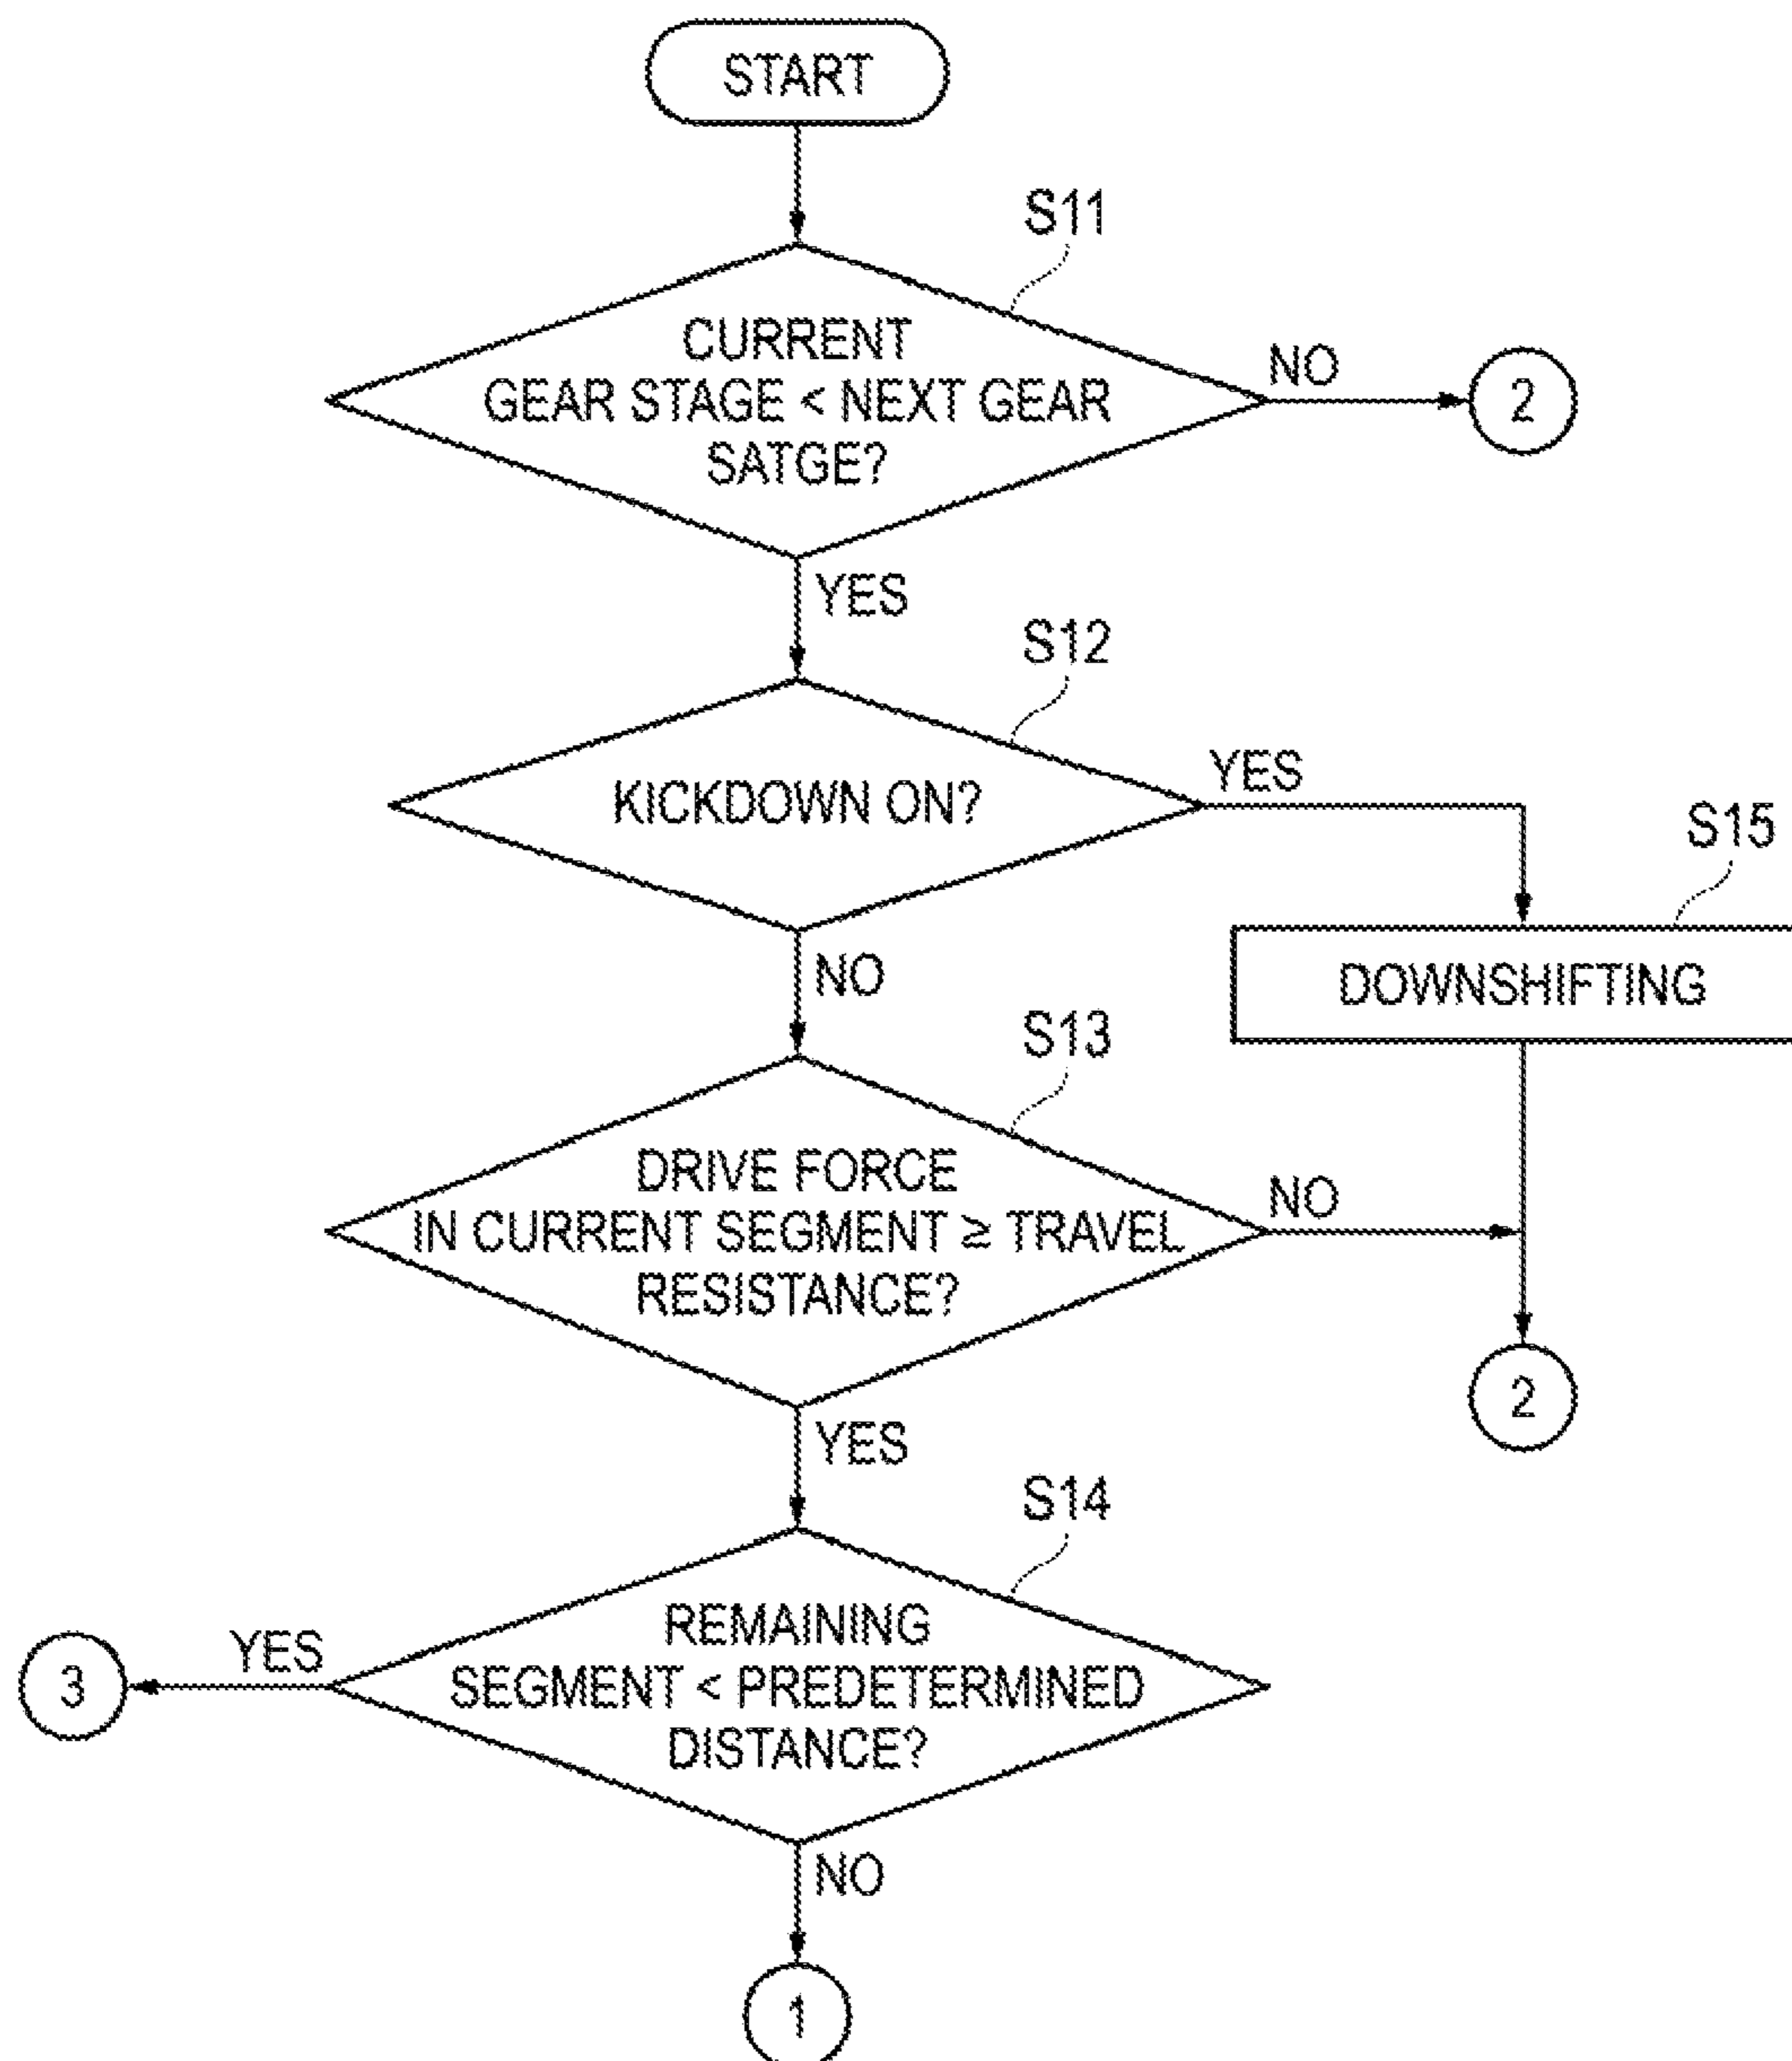 START
S11
CURRENT
GEAR STAGE < NEXT GEAR
SATGE?
NO
2
YES
S12
KICKDOWN ON?
YES
S15
DOWNSHIFTING
NO
S13
DRIVE FORCE
IN CURRENT SEGMENT ≥ TRAVEL
RESISTANCE?
NO
2
YES
S14
REMAINING
SEGMENT < PREDETERMINED
DISTANCE?
YES
3
NO
1